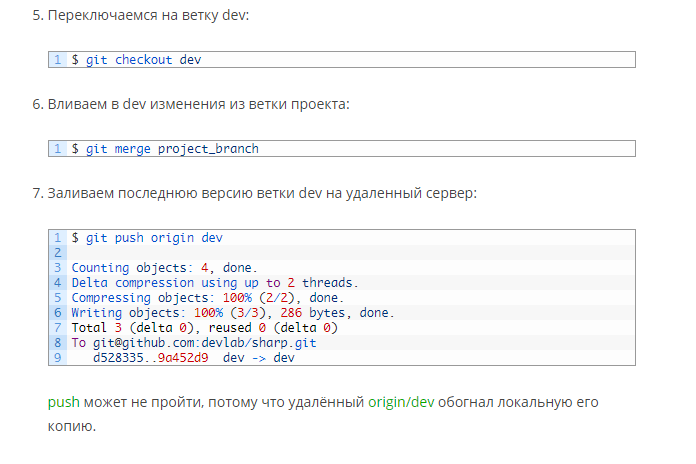 5. Переключаемся на ветку dev:
1 $ git checkout dev
6. Вливаем в dev изменения из ветки проекта:
1 $ git merge project_branch
7. Заливаем последнюю версию ветки dev на удаленный сервер:
1 $ git push origin dev
2
3 Counting objects: 4, done.
4 Delta compression using up to 2 threads.
5 Compressing objects: 100% (2/2), done.
6 Writing objects: 100% (3/3), 286 bytes, done.
7 Total 3 (delta 0), reused 0 (delta 0)
8 To git@github.com:devlab/sharp.git
9    d528335..9a452d9  dev -> dev
push может не пройти, потому что удалённый origin/dev обогнал локальную его
копию.